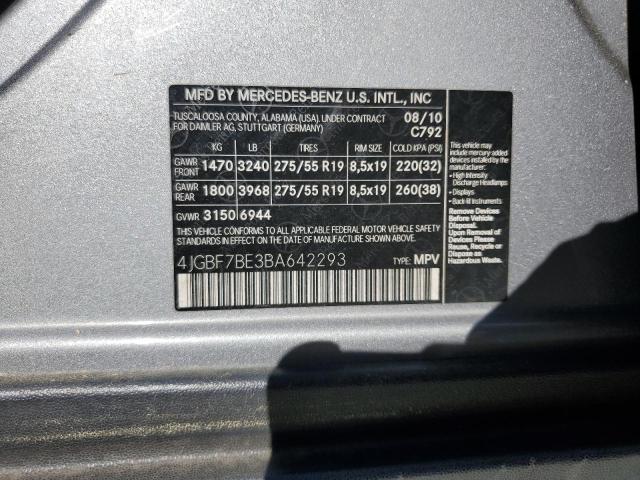 MFD BY MERCEDES-BENZ U.S. INTL., INC
TUSCALOOSA COUNTY, ALABAMA (USA). UNDER CONTRACT
FOR DAIMLER AG, STUTTGART (GERMANY)
08/10
C792
KG LB TIRES RIM SIZE COLD KPA (PSI)
GAWR FRONT 1470 3240 275/55 R19 8,5x19 220(32)
GAWR REAR 1800 3968 275/55 R19 8,5x19 260(38)
GVWR 3150 6944
THIS VEHICLE CONFORMS TO ALL APPLICABLE FEDERAL MOTOR VEHICLE SAFETY
STANDARDS IN EFFECT ON THE DATE OF MANUFACTURE SHOWN ABOVE.
4JGBF7BE3BA642293 TYPE: MPV
This vehicle may include
mercury-added devices
installed by the
manufacturer:
- High Intensity
Discharge Headlamps
- Displays
- Back-lit Instruments
Remove Devices
Before Vehicle
Disposal.
Upon Removal of
Devices Please
Reuse, Recycle or
Dispose as
Hazardous Waste.